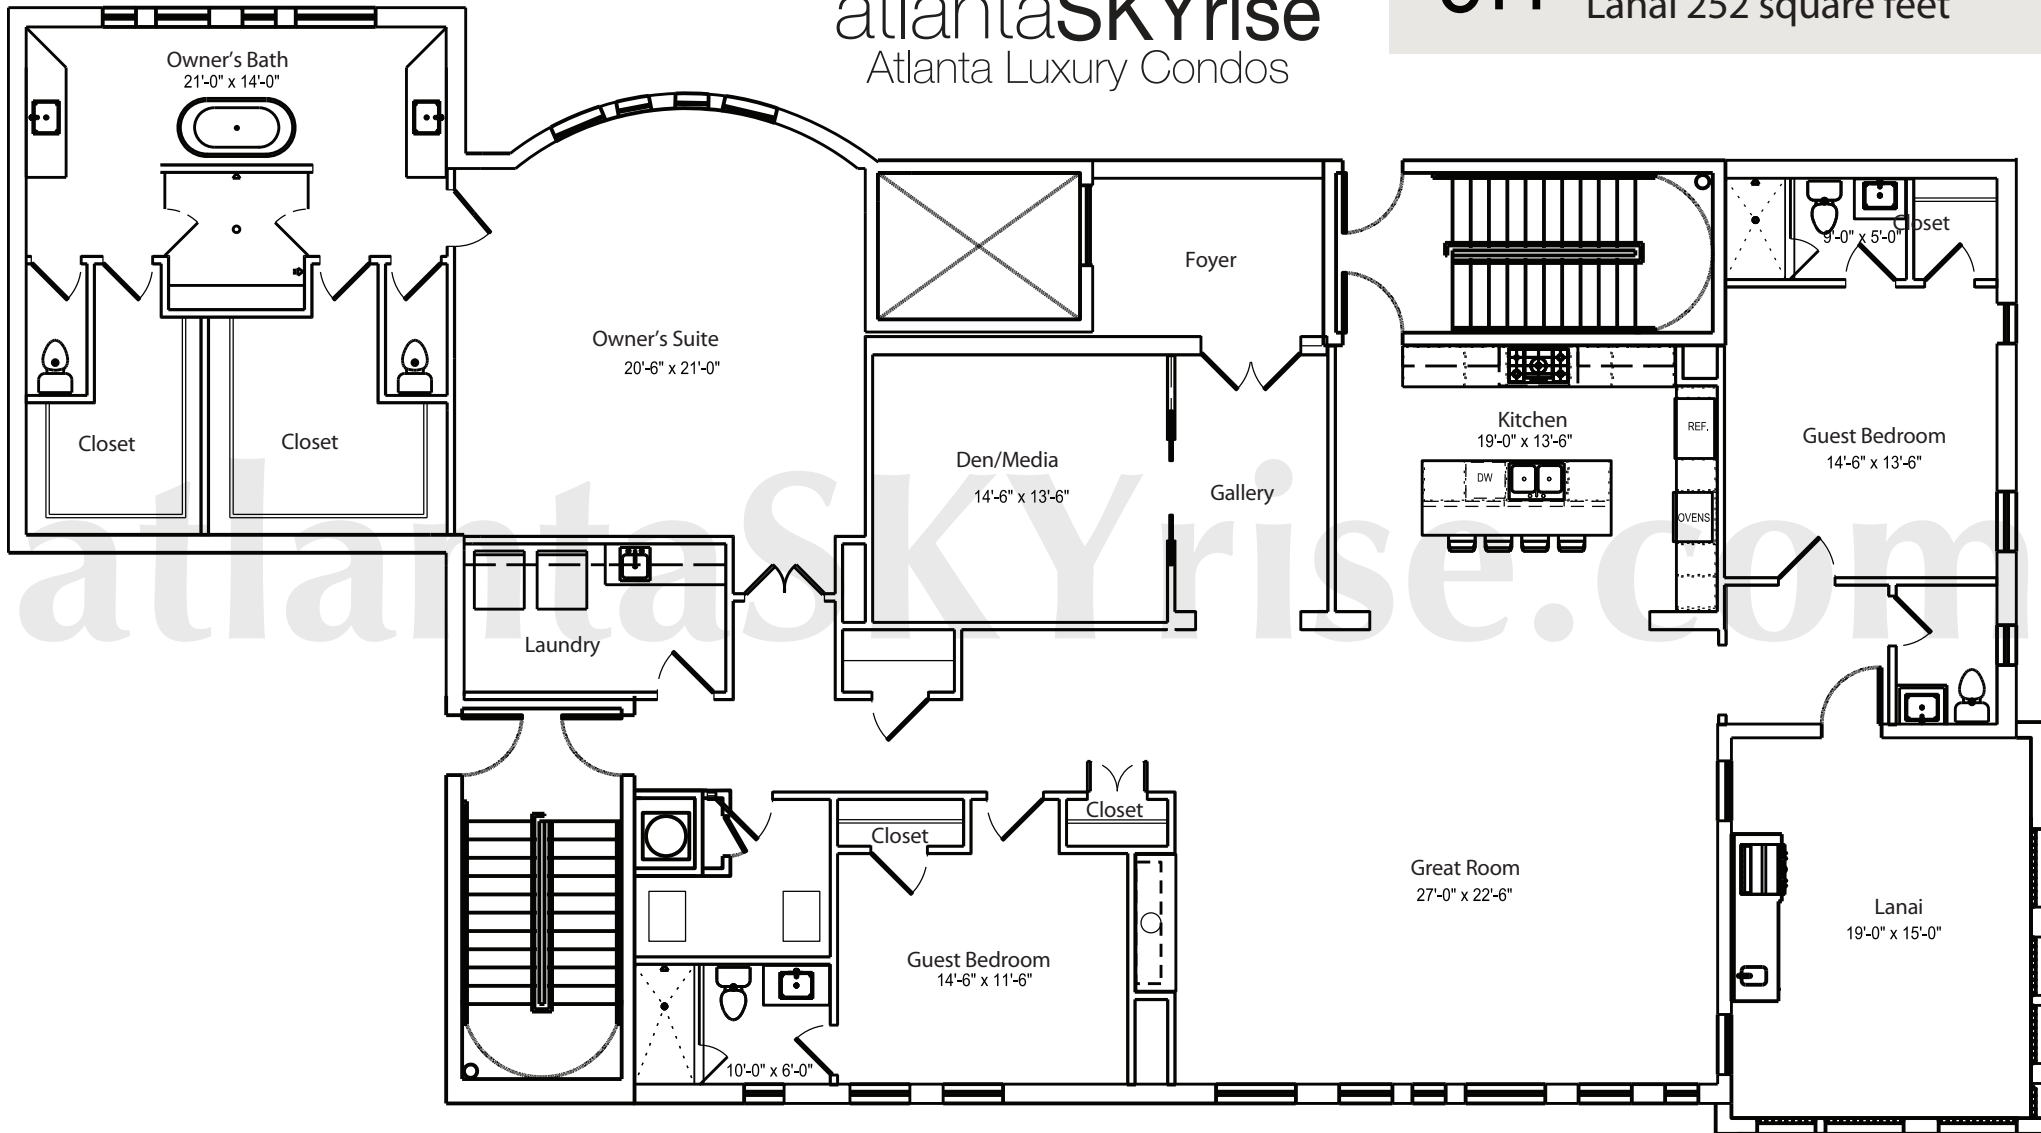 atlantaSKYrise
Atlanta Luxury Condos
Lanai 252 square feet
Owner's Bath
21'-0" x 14'-0"
Owner's Suite
20'-6" x 21'-0"
Foyer
9'-0" x 5'-0"
Closet
Closet
Closet
Den/Media
14'-6" x 13'-6"
Gallery
Kitchen
19'-0" x 13'-6"
REF.
DW
OVENS
Guest Bedroom
14'-6" x 13'-6"
atlantaSKYrise.com
Laundry
Closet
Closet
Great Room
27'-0" x 22'-6"
Lanai
19'-0" x 15'-0"
Guest Bedroom
14'-6" x 11'-6"
10'-0" x 6'-0"